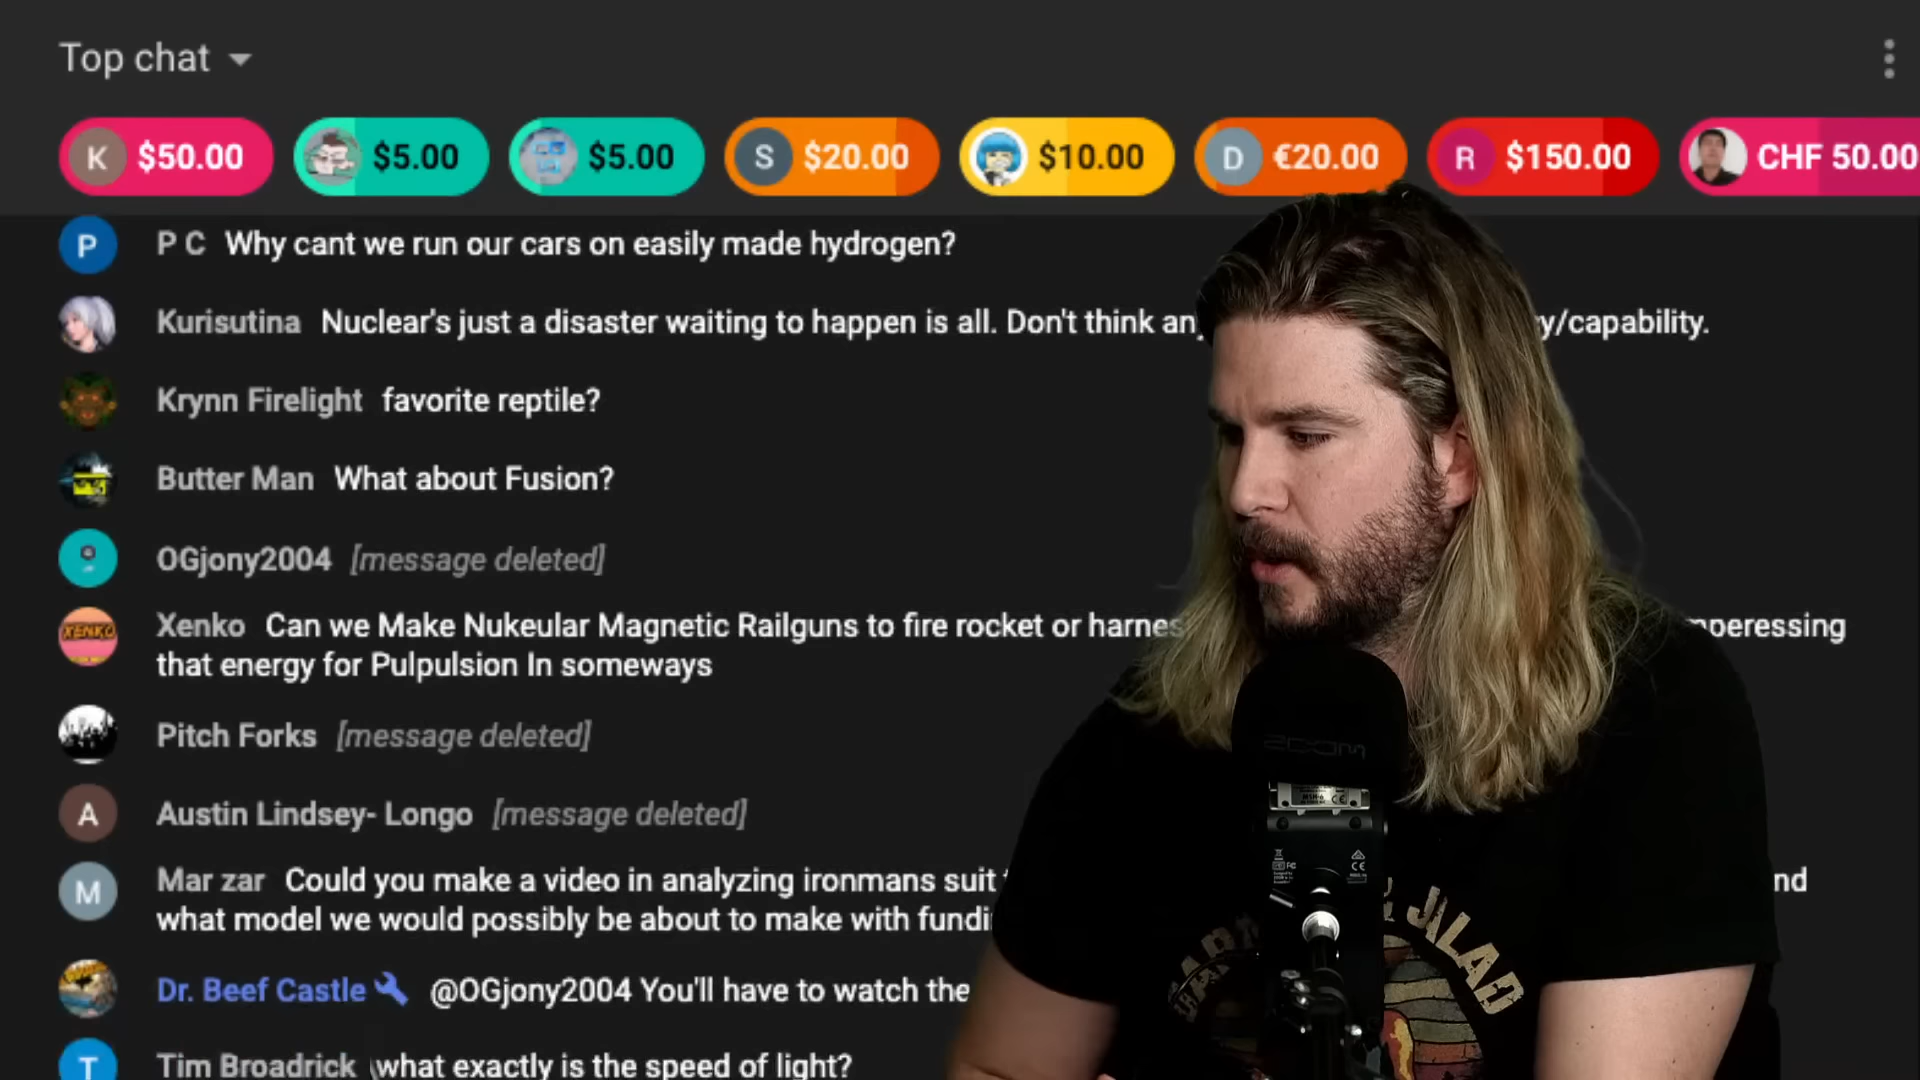 Top chat
K $50.00 $5.00 $5.00 S $20.00 $10.00 D €20.00 R $150.00 CHF 50.00
P P C Why cant we run our cars on easily made hydrogen?
Kurisutina Nuclear's just a disaster waiting to happen is all. Don't think y/capability.
Krynn Firelight favorite reptile?
Butter Man What about Fusion?
OGjony2004 [message deleted]
XENKO Xenko Can we Make Nukeular Magnetic Railguns to fire rocket or harnes mperessing
that energy for Pulpulsion In someways
Pitch Forks [message deleted]
A Austin Lindsey- Longo [message deleted]
M Mar zar Could you make a video in analyzing ironmans suit nd
what model we would possibly be about to make with fundi
Dr. Beef Castle @OGjony2004 You'll have to watch the
T Tim Broadrick what exactly is the speed of light?
ZOOM
JALAD